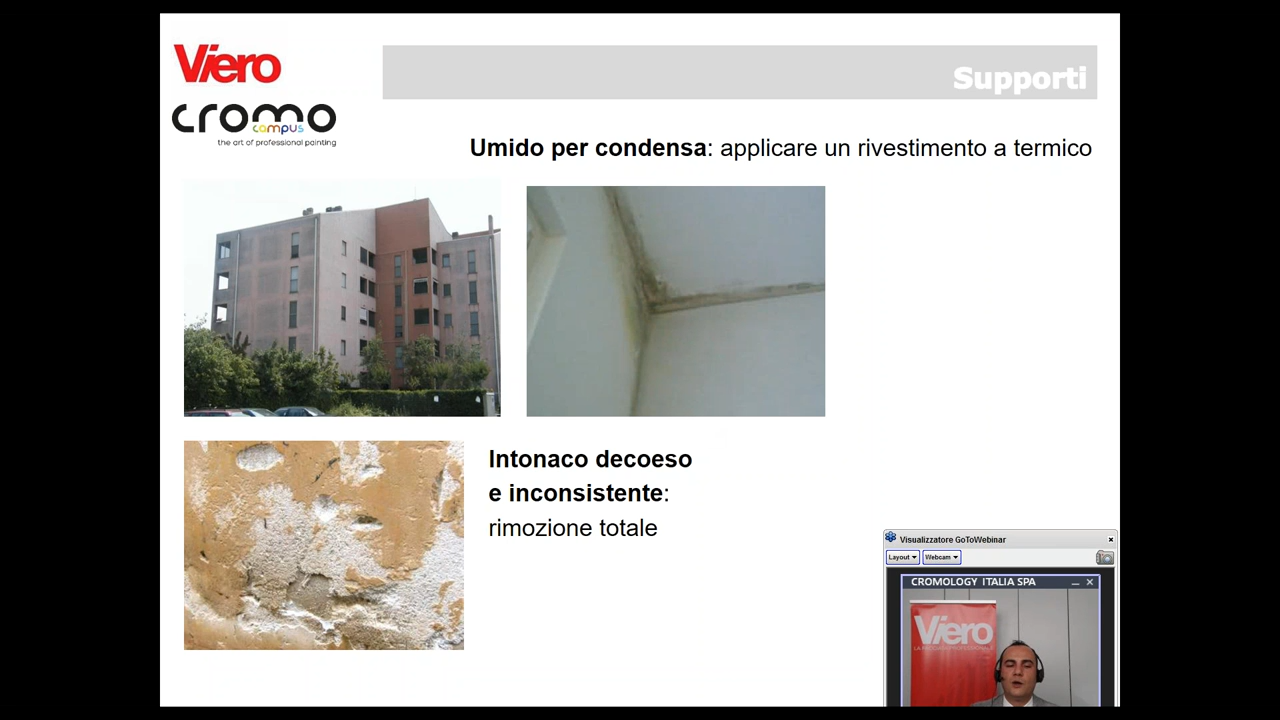 Viero
cromo
campus
the art of professional painting
Supporti
Umido per condensa: applicare un rivestimento a termico
Intonaco decoeso
e inconsistente:
rimozione totale
Visualizzatore GoToWebinar
Layout
Webcam
CROMOLOGY ITALIA SPA
Viero